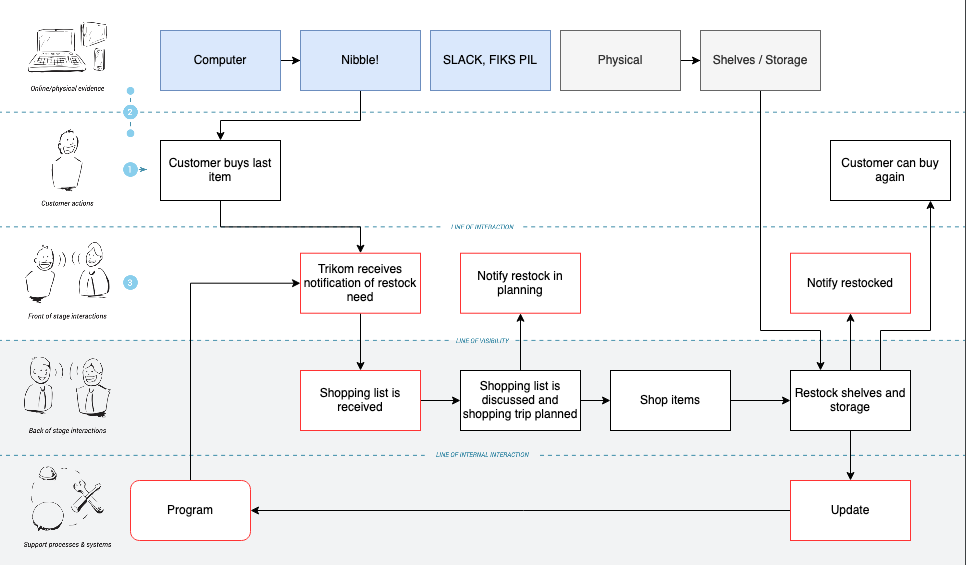 Computer
Nibble!
SLACK, FIKS PIL
Physical
Shelves / Storage
Online/physical evidence
2
Customer buys last
item
Customer can buy
again
1
Customer actions
LINE OF INTERACTION
Trikom receives
notification of restock
need
Notify restock in
planning
Notify restocked
3
Front of stage interactions
LINE OF VISIBILITY
Shopping list is
received
Shopping list is
discussed and
shopping trip planned
Shop items
Restock shelves and
storage
Back of stage interactions
LINE OF INTERNAL INTERACTION
Program
Update
Support processes & systems